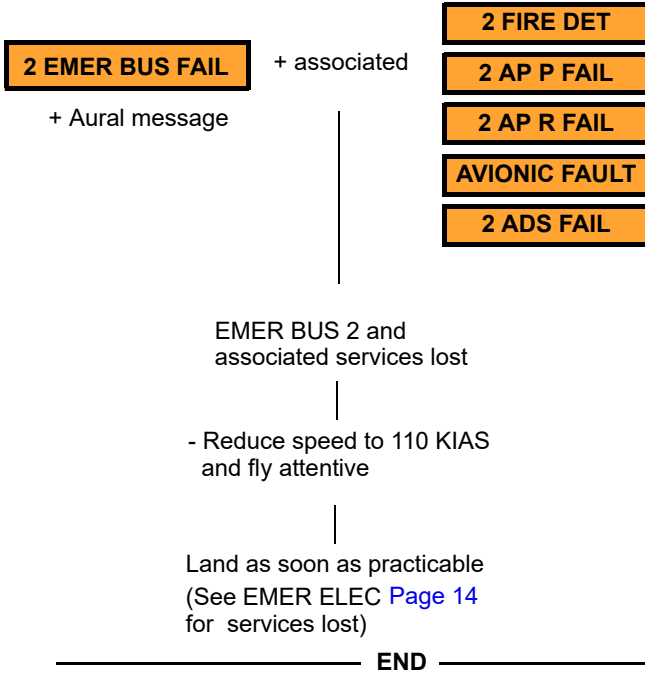 2 EMER BUS FAIL + associated
+ Aural message
2 FIRE DET
2 AP P FAIL
2 AP R FAIL
AVIONIC FAULT
2 ADS FAIL
EMER BUS 2 and
associated services lost
- Reduce speed to 110 KIAS
and fly attentive
Land as soon as practicable
(See EMER ELEC Page 14
for services lost)
END